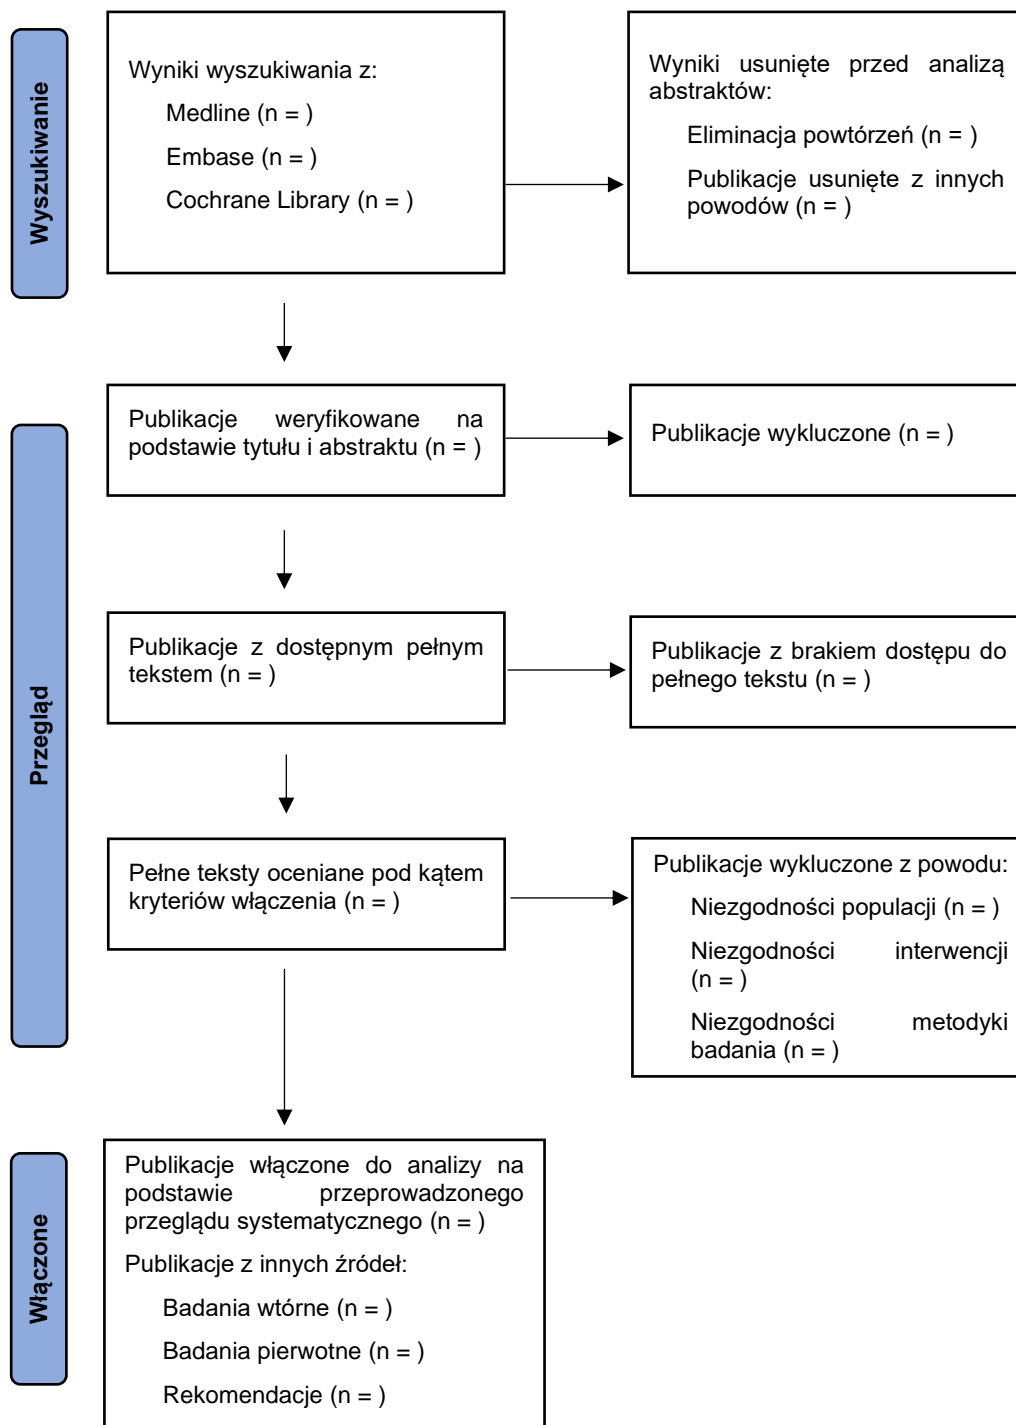 Wyszukiwanie
Wyniki wyszukiwania z:
Medline (n = )
Embase (n = )
Cochrane Library (n = )
Wyniki usunięte przed analizą
abstraktów:
Eliminacja powtórzeń (n = )
Publikacje usunięte z innych
powodów (n = )
Przegląd
Publikacje weryfikowane na
podstawie tytułu i abstraktu (n = )
Publikacje wykluczone (n = )
Publikacje z dostępnym pełnym
tekstem (n = )
Publikacje z brakiem dostępu do
pełnego tekstu (n = )
Pełne teksty oceniane pod kątem
kryteriów włączenia (n = )
Publikacje wykluczone z powodu:
Niezgodności populacji (n = )
Niezgodności interwencji
(n = )
Niezgodności metodyki
badania (n = )
Włączone
Publikacje włączone do analizy na
podstawie przeprowadzonego
przeglądu systematycznego (n = )
Publikacje z innych źródeł:
Badania wtórne (n = )
Badania pierwotne (n = )
Rekomendacje (n = )